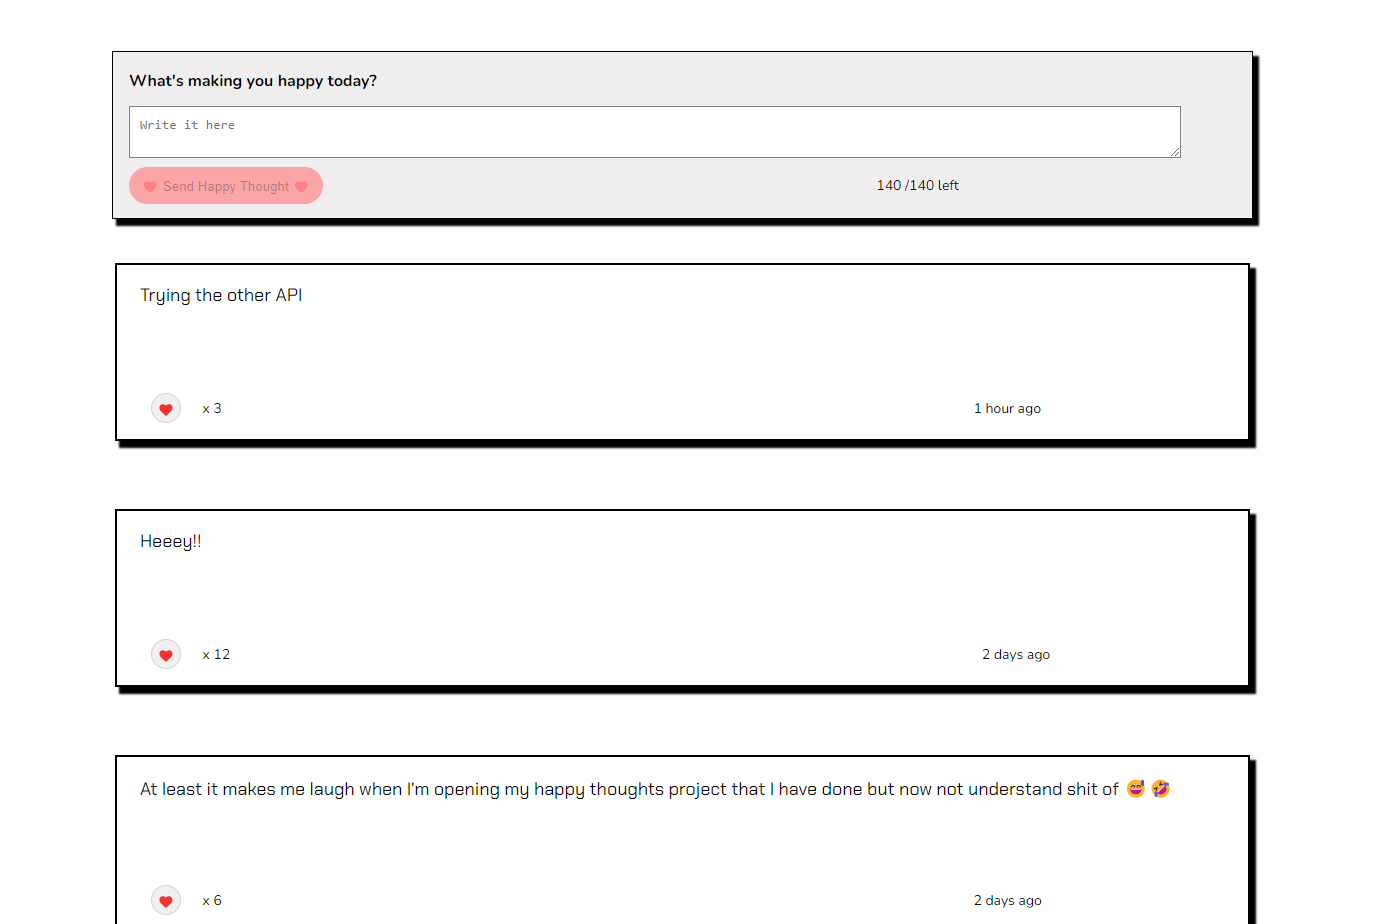 What's making you happy today?
Write it here
Send Happy Thought
140 /140 left
Trying the other API
x 3
1 hour ago
Heeey!!
x 12
2 days ago
At least it makes me laugh when I'm opening my happy thoughts project that I have done but now not understand shit of 😅 🤣
x 6
2 days ago